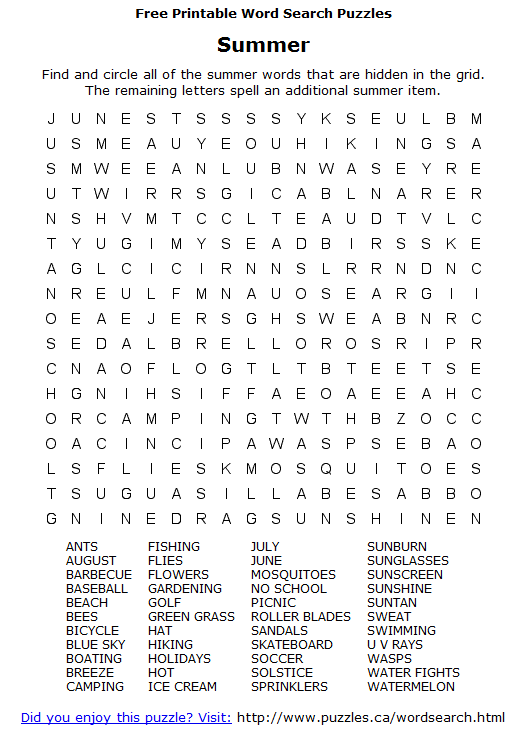 Free Printable Word Search Puzzles
Summer
Find and circle all of the summer words that are hidden in the grid.
The remaining letters spell an additional summer item.
J U N E S T S S S S Y K S E U L B M
U S M E A U Y E O U H I K I N G S A
S M W E E A N L U B N W A S E Y R E
U T W I R R S G I C A B L N A R E R
N S H V M T C C L T E A U D T V L C
T Y U G I M Y S E A D B I R S S K E
A G L C I C I R N N S L R R N D N C
N R E U L F M N A U O S E A R G I I
O E A E J E R S G H S W E A B N R C
S E D A L B R E L L O R O S R I P R
C N A O F L O G T L T B T E E T S E
H G N I H S I F F A E O A E E A H C
O R C A M P I N G T W T H B Z O C C
O A C I N C I P A W A S P S E B A O
L S F L I E S K M O S Q U I T O E S
T S U G U A S I L L A B E S A B B O
G N I N E D R A G S U N S H I N E N
ANTS FISHING JULY SUNBURN
AUGUST FLIES JUNE SUNGLASSES
BARBECUE FLOWERS MOSQUITOES SUNSCREEN
BASEBALL GARDENING NO SCHOOL SUNSHINE
BEACH GOLF PICNIC SUNTAN
BEES GREEN GRASS ROLLER BLADES SWEAT
BICYCLE HAT SANDALS SWIMMING
BLUE SKY HIKING SKATEBOARD U V RAYS
BOATING HOLIDAYS SOCCER WASPS
BREEZE HOT SOLSTICE WATER FIGHTS
CAMPING ICE CREAM SPRINKLERS WATERMELON
Did you enjoy this puzzle? Visit: http://www.puzzles.ca/wordsearch.html